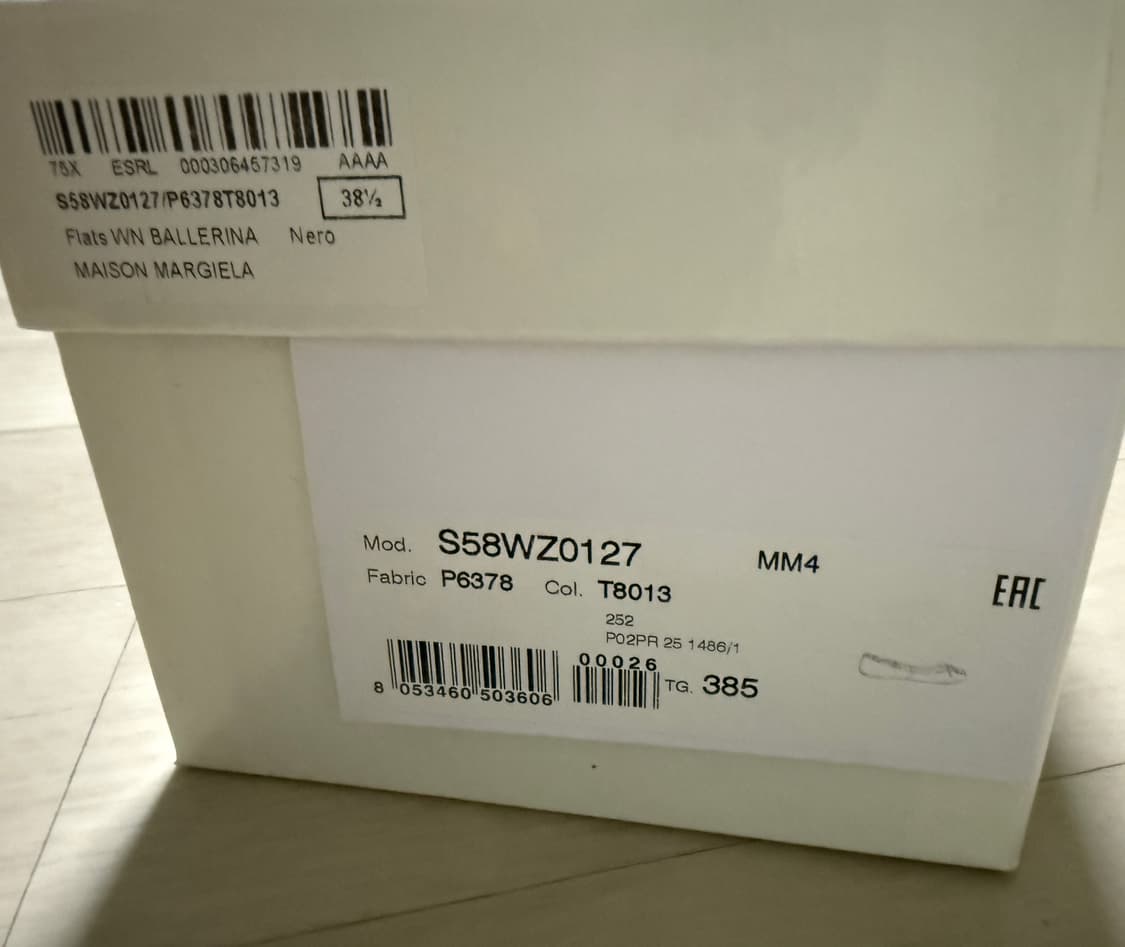 75X ESRL 000306457319 AAAA
S58WZ0127/P6378T8013 38½
Flats WN BALLERINA Nero
MAISON MARGIELA
Mod. S58WZ0127 MM4
Fabric P6378 Col. T8013
EAC
252
P02PR 25 1486/1
00026
8 053460 503606 TG. 385